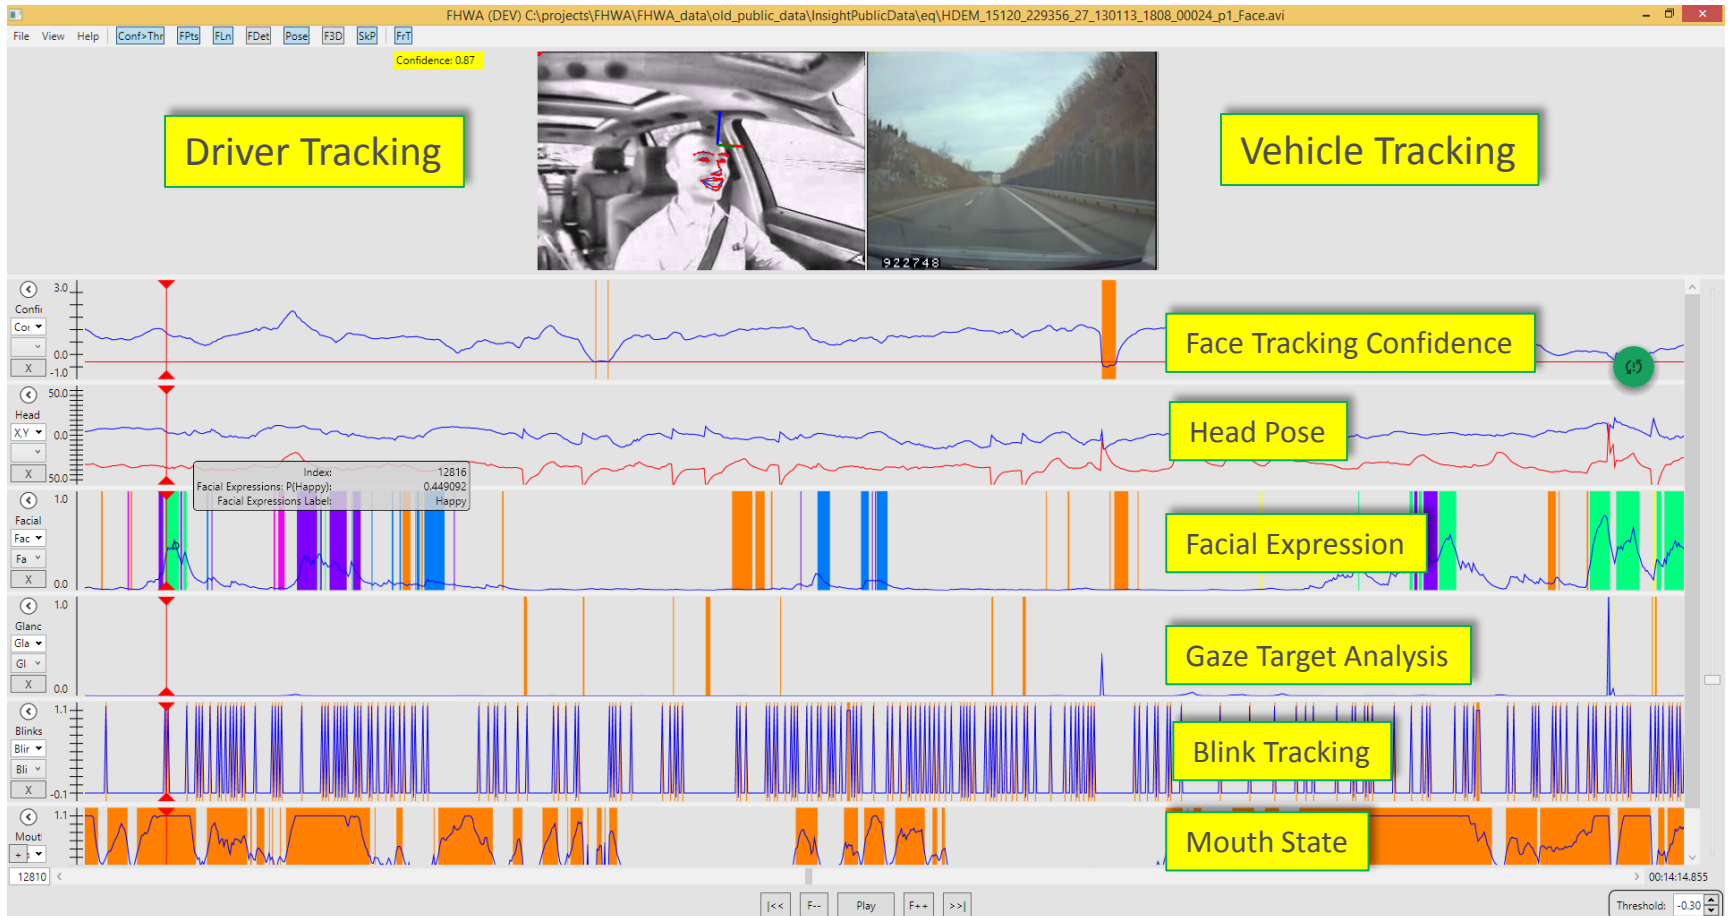 FHWA (DEV) C:\projects\FHWA\FHWA_data\old_public_data\InsightPublicData\eq\HDEM_15120_229356_27_130113_1808_00024_p1_Face.avi
File View Help Conf>Thr FPts FLn FDet Pose F3D SkP FrT
Confidence: 0.87
Driver Tracking
Vehicle Tracking
922748
Confi
Cor
X
3.0
0.0
-1.0
Face Tracking Confidence
Head
X,Y
X
50.0
0.0
50.0
Head Pose
Index: 12816
Facial Expressions: P(Happy): 0.449092
Facial Expressions Label: Happy
Facial
Fac
Fa
X
1.0
0.0
Facial Expression
Glanc
Gla
Gl
X
1.0
0.0
Gaze Target Analysis
Blinks
Blir
Bli
X
1.1
-0.1
Blink Tracking
Mout
+
1.1
Mouth State
12810
00:14:14.855
|<< F-- Play F++ >>|
Threshold: -0.30